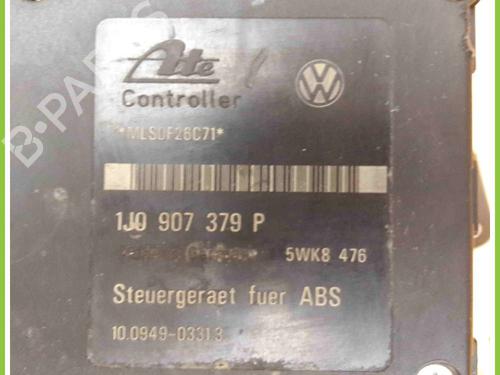 Ate
Controller
*MLS0F26C71*
1J0 907 379 P
5WK8 476
Steuergeraet fuer ABS
10.0949-0331.3